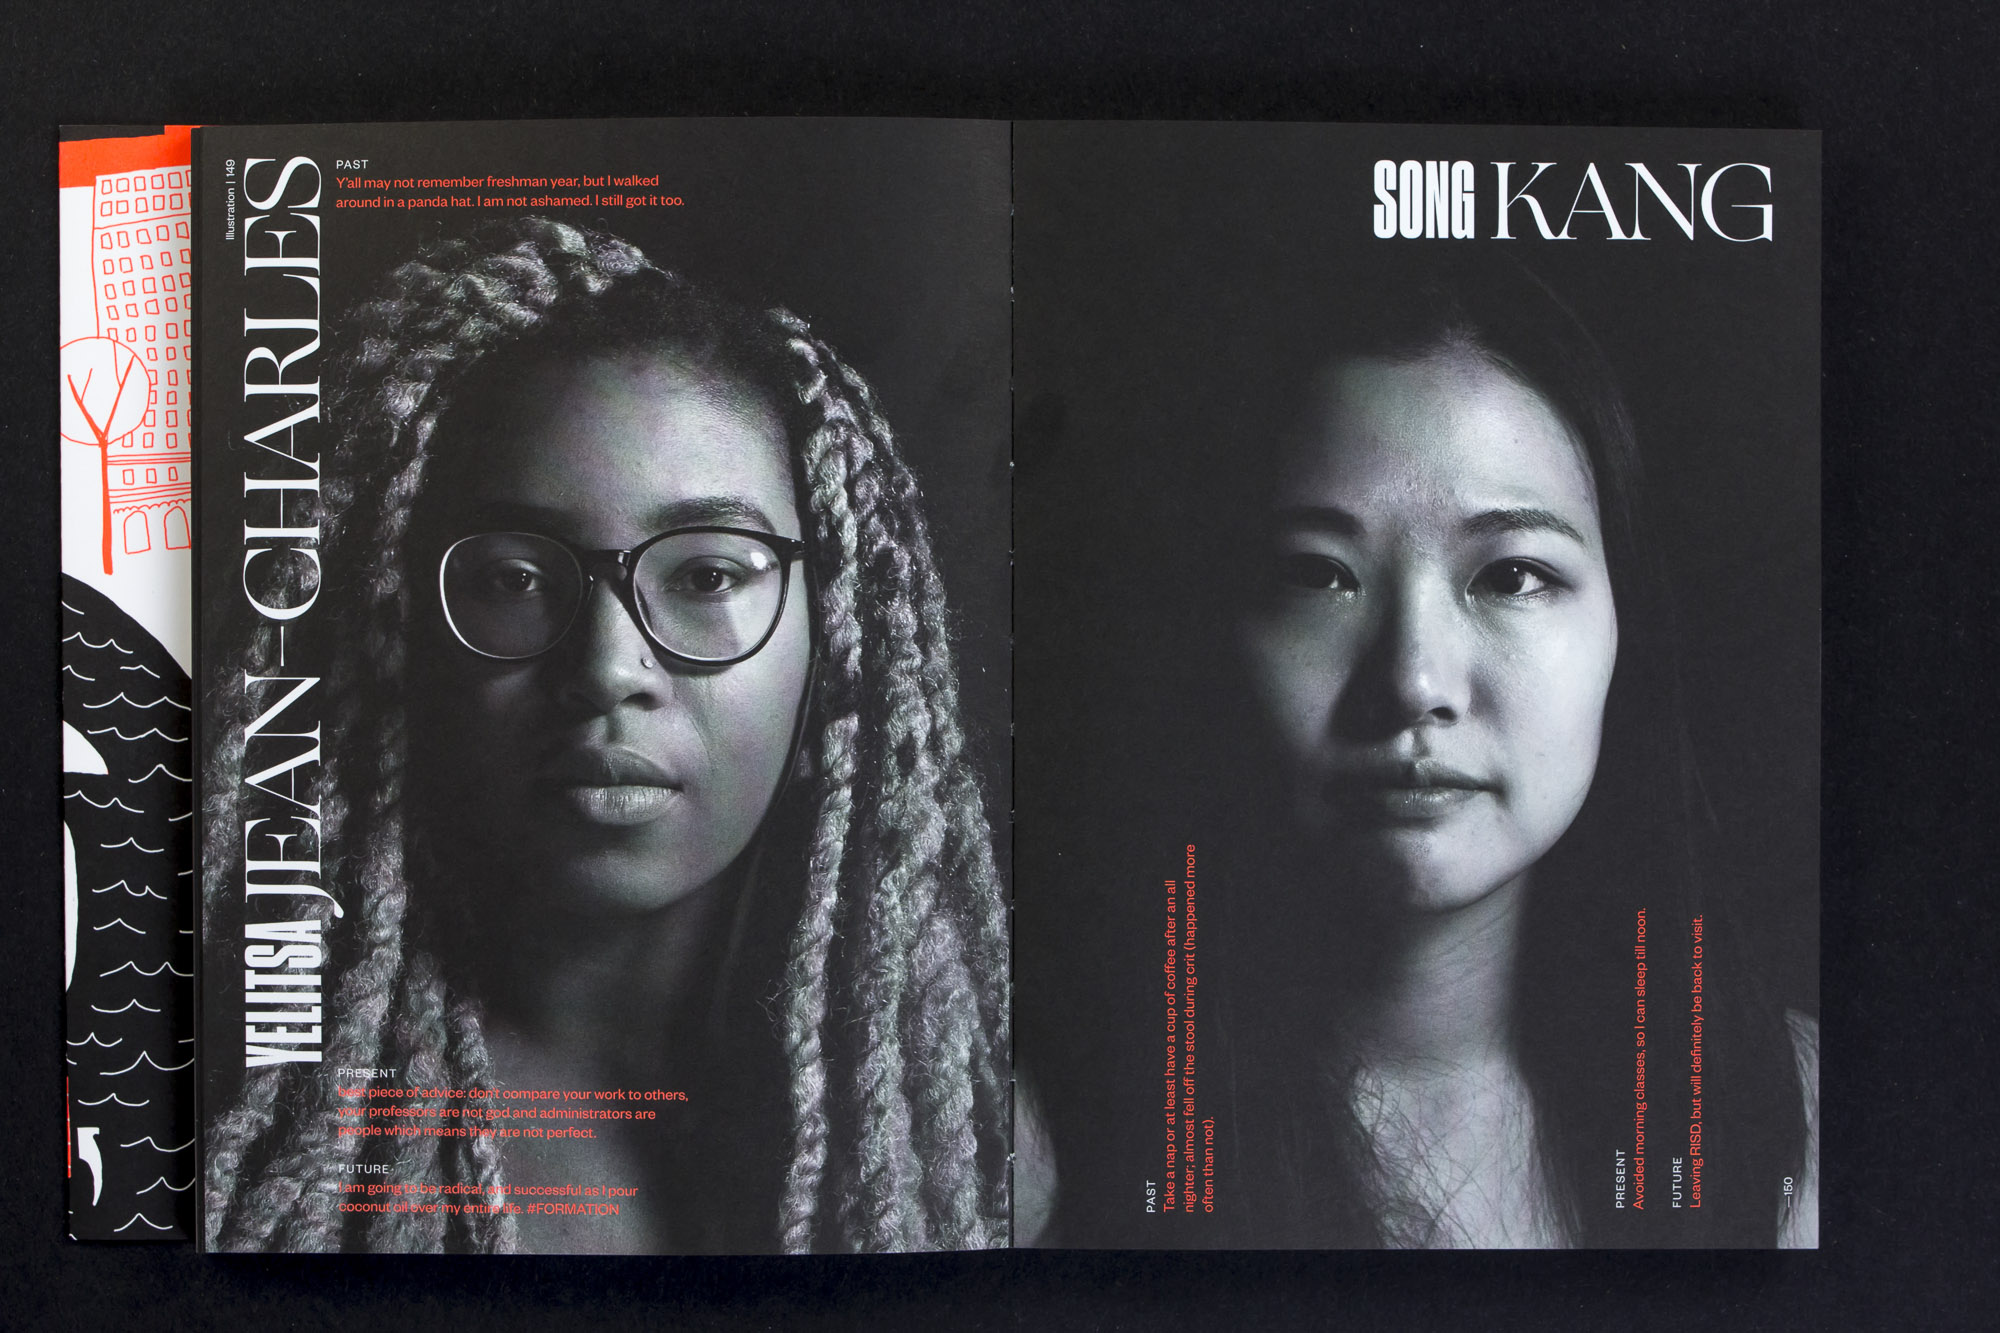 Illustration | 149
YELITSA JEAN-CHARLES
PAST
Y'all may not remember freshman year, but I walked
around in a panda hat. I am not ashamed. I still got it too.
PRESENT
Best piece of advice: don't compare your work to others,
your professors are not god and administrators are
people which means they are not perfect.
FUTURE
I am going to be radical, and successful as I pour
coconut oil over my entire life. #FORMATION
SONG KANG
PAST
Take a nap or at least have a cup of coffee after an all
nighter; almost fell off the stool during crit (happened more
often than not).
PRESENT
Avoided morning classes, so I can sleep till noon.
FUTURE
Leaving RISD, but will definitely be back to visit.
—150